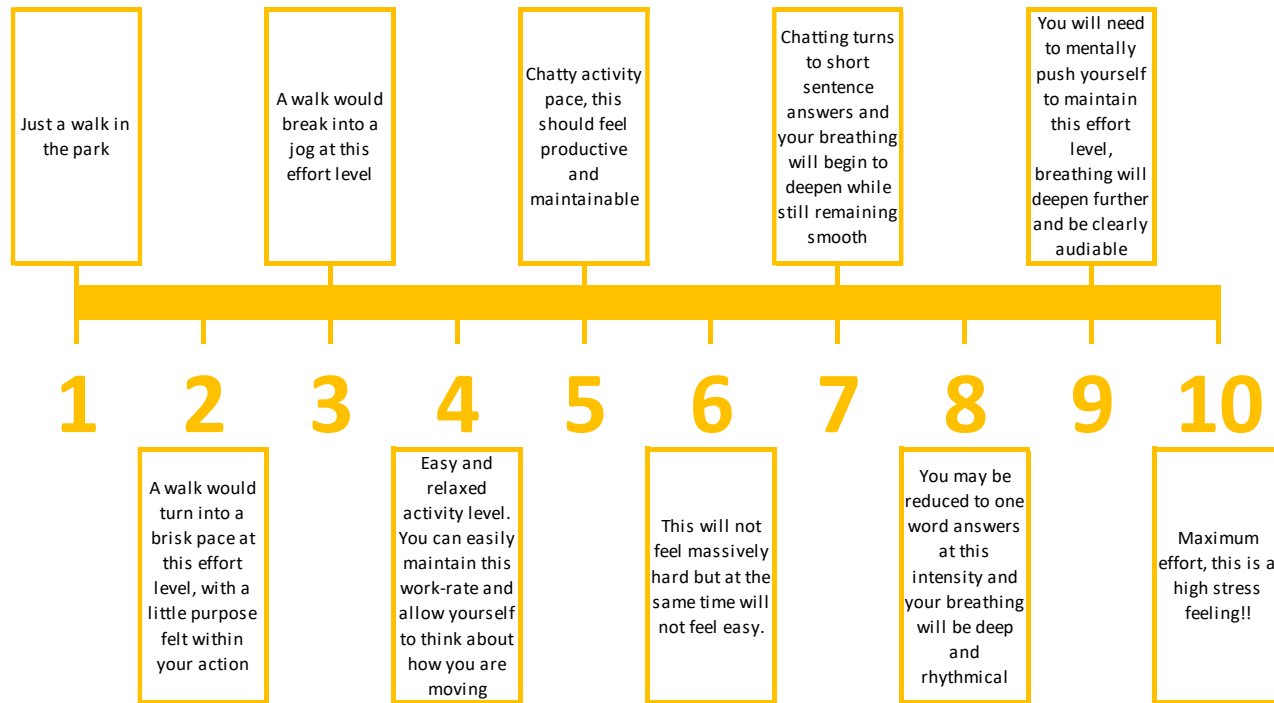 Just a walk in
the park
A walk would
break into a
jog at this
effort level
Chatty activity
pace, this
should feel
productive
and
maintainable
Chatting turns
to short
sentence
answers and
your breathing
will begin to
deepen while
still remaining
smooth
You will need
to mentally
push yourself
to maintain
this effort
level,
breathing will
deepen further
and be clearly
audiable
1 2 3 4 5 6 7 8 9 10
A walk would
turn into a
brisk pace at
this effort
level, with a
little purpose
felt within
your action
Easy and
relaxed
activity level.
You can easily
maintain this
work-rate and
allow yourself
to think about
how you are
moving
This will not
feel massively
hard but at the
same time will
not feel easy.
You may be
reduced to one
word answers
at this
intensity and
your breathing
will be deep
and
rhythmical
Maximum
effort, this is a
high stress
feeling!!